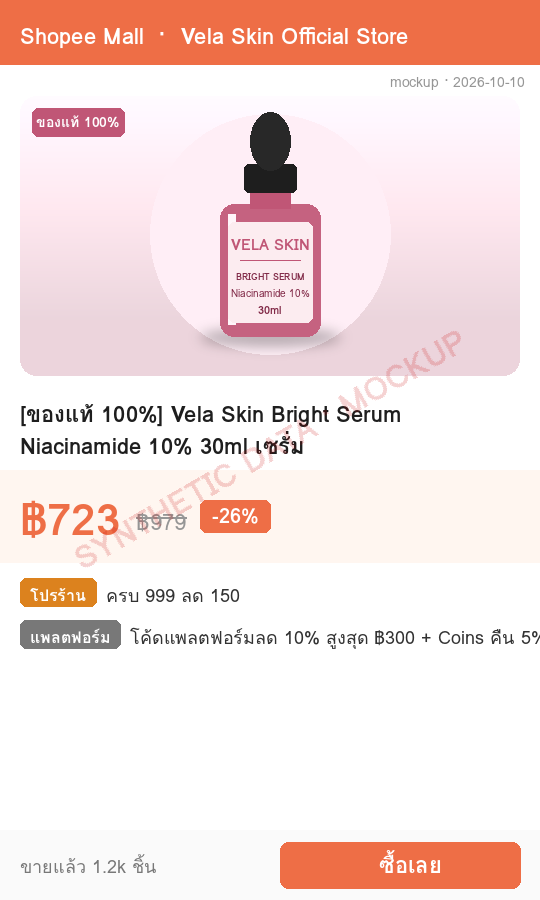 Shopee Mall · Vela Skin Official Store
mockup · 2026-10-10
ของแท้ 100%
VELA SKIN
BRIGHT SERUM
Niacinamide 10%
30ml
[ของแท้ 100%] Vela Skin Bright Serum
Niacinamide 10% 30ml เซรั่ม
SYNTHETIC DATA · MOCKUP
฿723 ฿979 -26%
โปรร้าน ครบ 999 ลด 150
แพลตฟอร์ม โค้ดแพลตฟอร์มลด 10% สูงสุด ฿300 + Coins คืน 5%
ขายแล้ว 1.2k ชิ้น ซื้อเลย